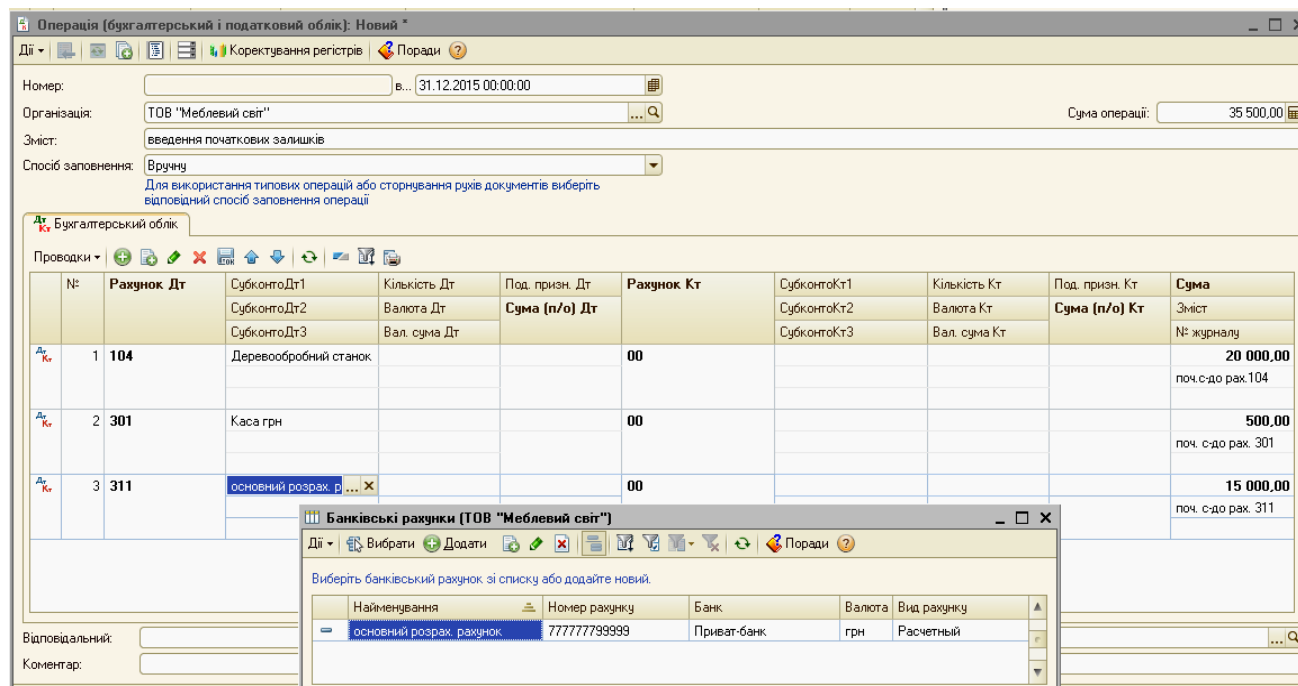 Операція (бухгалтерський і податковий облік): Новий *
Дії Коректування регістрів Поради
Номер: в... 31.12.2015 00:00:00
Організація: ТОВ "Меблевий світ" ... Сума операції: 35 500,00
Зміст: введення початкових залишків
Спосіб заповнення: Вручну
Для використання типових операцій або сторнування рухів документів виберіть
відповідний спосіб заповнення операції
Дт Кт Бухгалтерський облік
Проводки
№ Рахунок Дт СубконтоДт1 Кількість Дт Под. призн. Дт Рахунок Кт СубконтоКт1 Кількість Кт Под. призн. Кт Сума
СубконтоДт2 Валюта Дт Сума (п/о) Дт СубконтоКт2 Валюта Кт Сума (п/о) Кт Зміст
СубконтоДт3 Вал. сума Дт СубконтоКт3 Вал. сума Кт № журналу
Дт Кт 1 104 Деревообробний станок 00 20 000,00
поч.с-до рах.104
Дт Кт 2 301 Каса грн 00 500,00
поч. с-до рах. 301
Дт Кт 3 311 основний розрах. р ... 00 15 000,00
поч. с-до рах. 311
Банківські рахунки (ТОВ "Меблевий світ")
Дії Вибрати Додати Поради
Виберіть банківський рахунок зі списку або додайте новий.
Найменування Номер рахунку Банк Валюта Вид рахунку
основний розрах. рахунок 777777799999 Приват-банк грн Расчетный
Відповідальний: ...
Коментар: